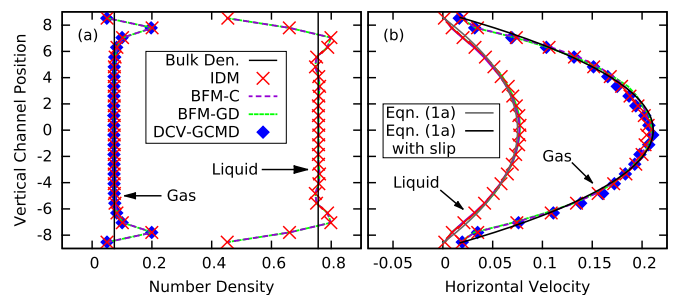 Vertical Channel Position
8
6
4
2
0
-2
-4
-6
-8
(a)
Bulk Den.
IDM
BFM-C
BFM-GD
DCV-GCMD
Liquid
Gas
0
0.2
0.4
0.6
0.8
Number Density
(b)
Eqn. (1a)
Eqn. (1a)
with slip
Gas
Liquid
-0.05
0
0.05
0.1
0.15
0.2
Horizontal Velocity